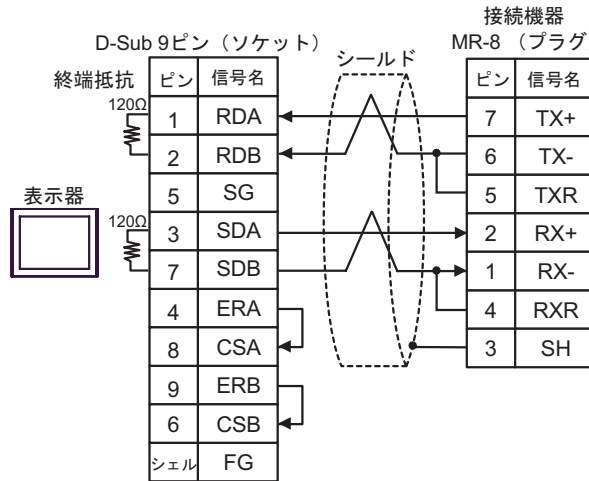 接続機器
D-Sub 9ピン（ソケット）
シールド
MR-8 （プラグ
終端抵抗
ピン 信号名
ピン 信号名
120Ω
1 RDA
7 TX+
2 RDB
6 TX-
5 SG
5 TXR
表示器
120Ω
3 SDA
2 RX+
7 SDB
1 RX-
4 ERA
4 RXR
8 CSA
3 SH
9 ERB
6 CSB
シェル FG